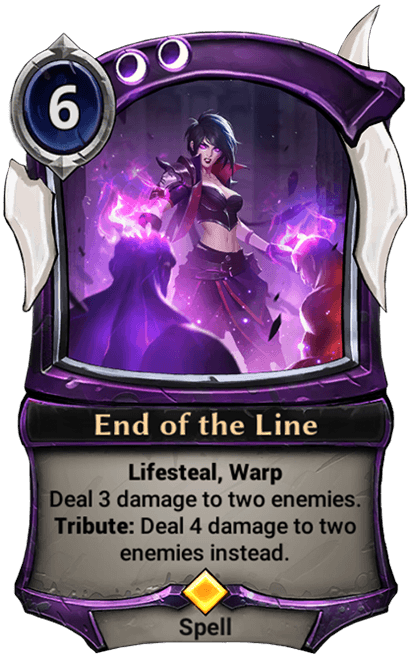 6
End of the Line
Lifesteal, Warp
Deal 3 damage to two enemies.
Tribute: Deal 4 damage to two
enemies instead.
Spell